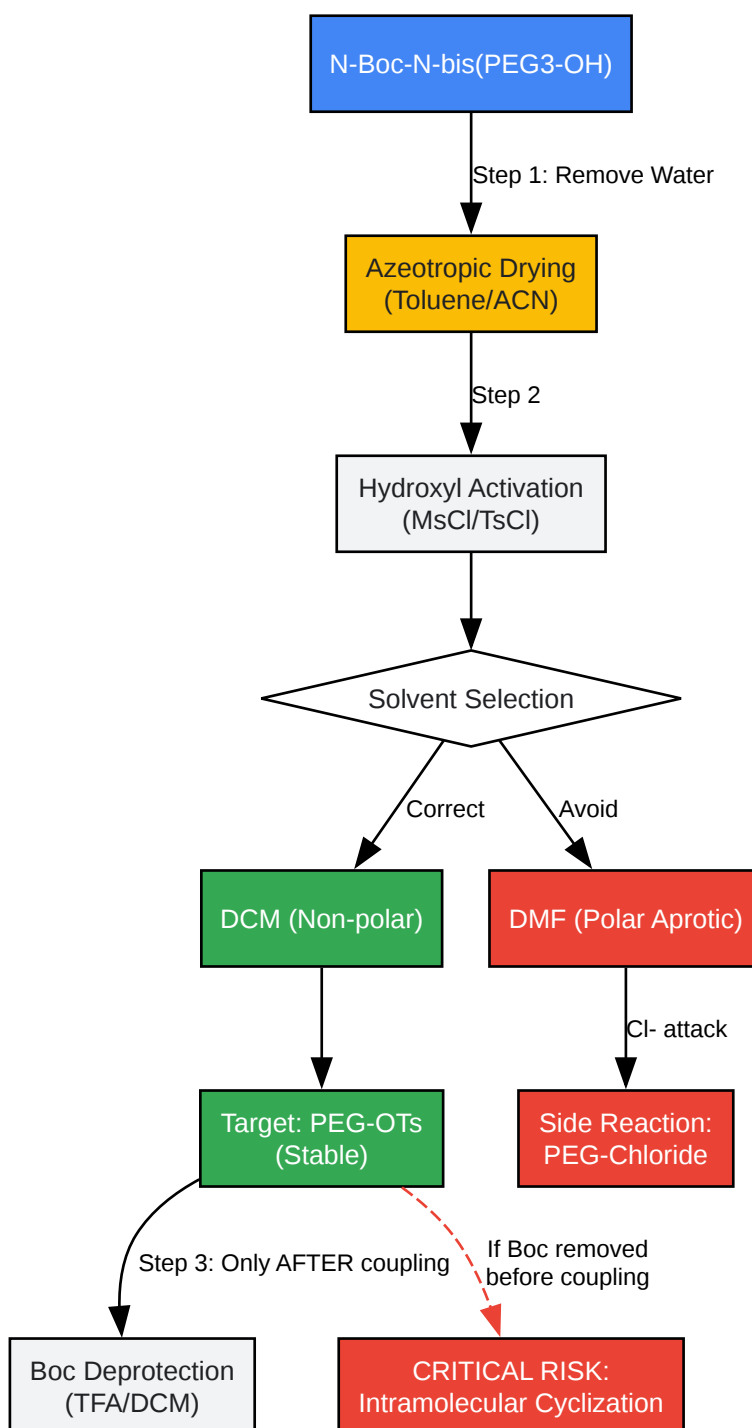 N-Boc-N-bis(PEG3-OH)
Step 1: Remove Water
Azeotropic Drying
(Toluene/ACN)
Step 2
Hydroxyl Activation
(MsCl/TsCl)
Solvent Selection
Correct
Avoid
DCM (Non-polar)
DMF (Polar Aprotic)
Cl- attack
Target: PEG-OTs
(Stable)
Side Reaction:
PEG-Chloride
Step 3: Only AFTER coupling
If Boc removed
before coupling
Boc Deprotection
(TFA/DCM)
CRITICAL RISK:
Intramolecular Cyclization